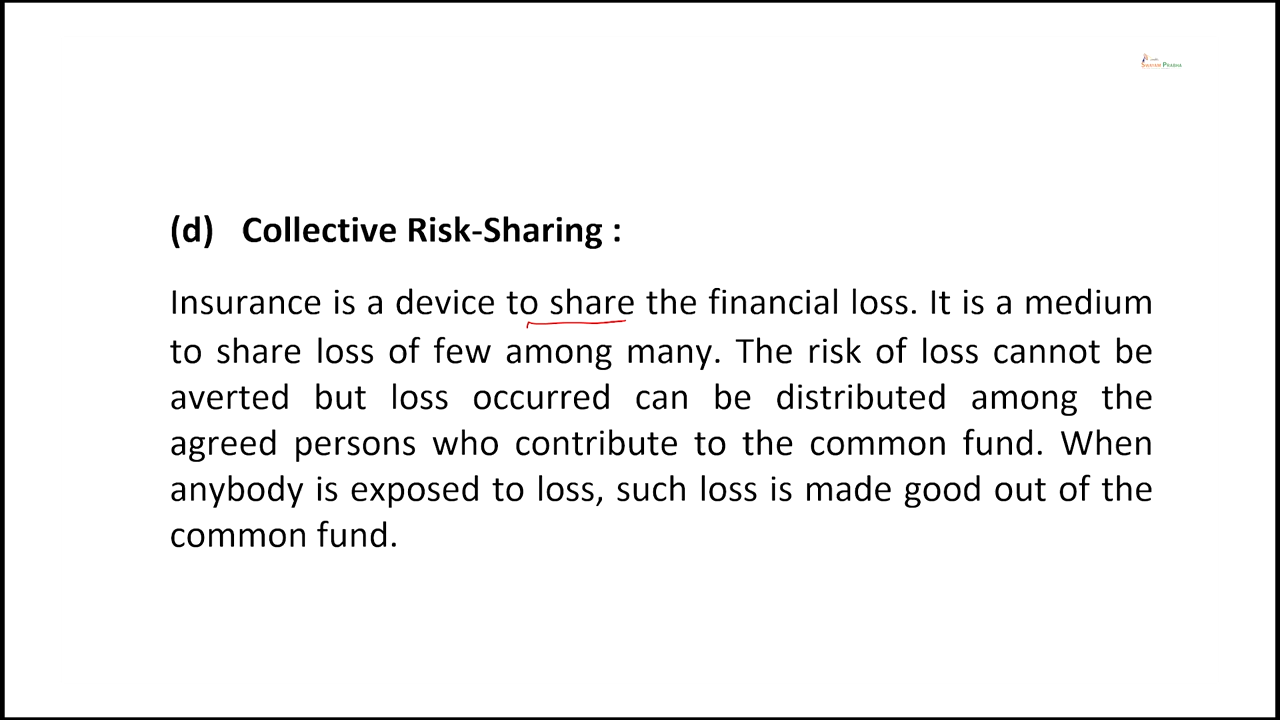 SWAYAM PRABHA
(d) Collective Risk-Sharing :
Insurance is a device to share the financial loss. It is a medium
to share loss of few among many. The risk of loss cannot be
averted but loss occurred can be distributed among the
agreed persons who contribute to the common fund. When
anybody is exposed to loss, such loss is made good out of the
common fund.